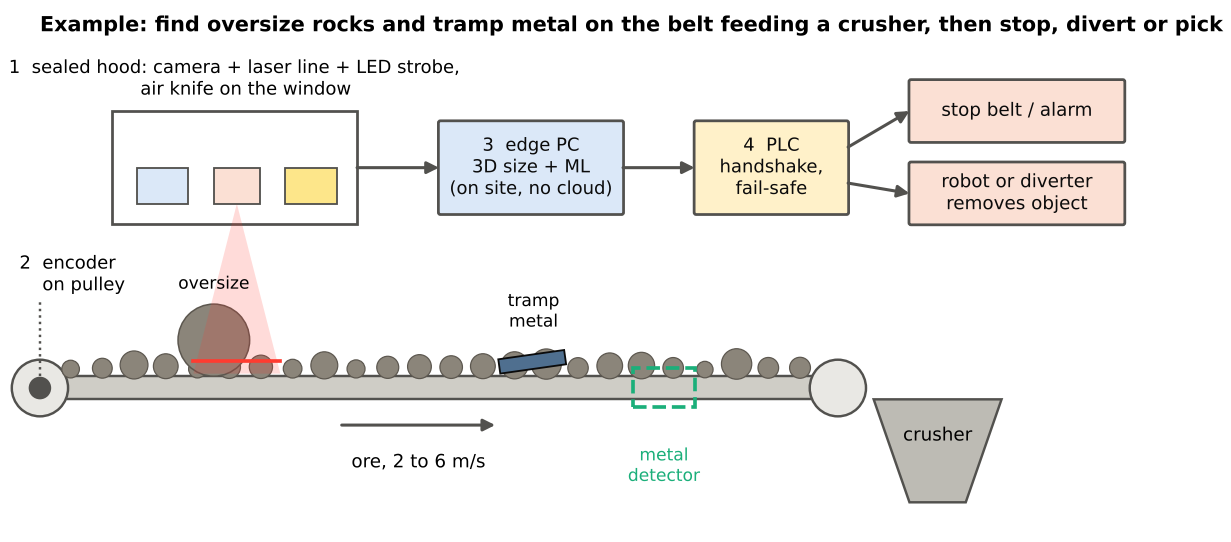 Example: find oversize rocks and tramp metal on the belt feeding a crusher, then stop, divert or pick
1  sealed hood: camera + laser line + LED strobe,
air knife on the window
3  edge PC
3D size + ML
(on site, no cloud)
4  PLC
handshake,
fail-safe
stop belt / alarm
robot or diverter
removes object
2  encoder
on pulley
oversize
tramp
metal
ore, 2 to 6 m/s
metal
detector
crusher